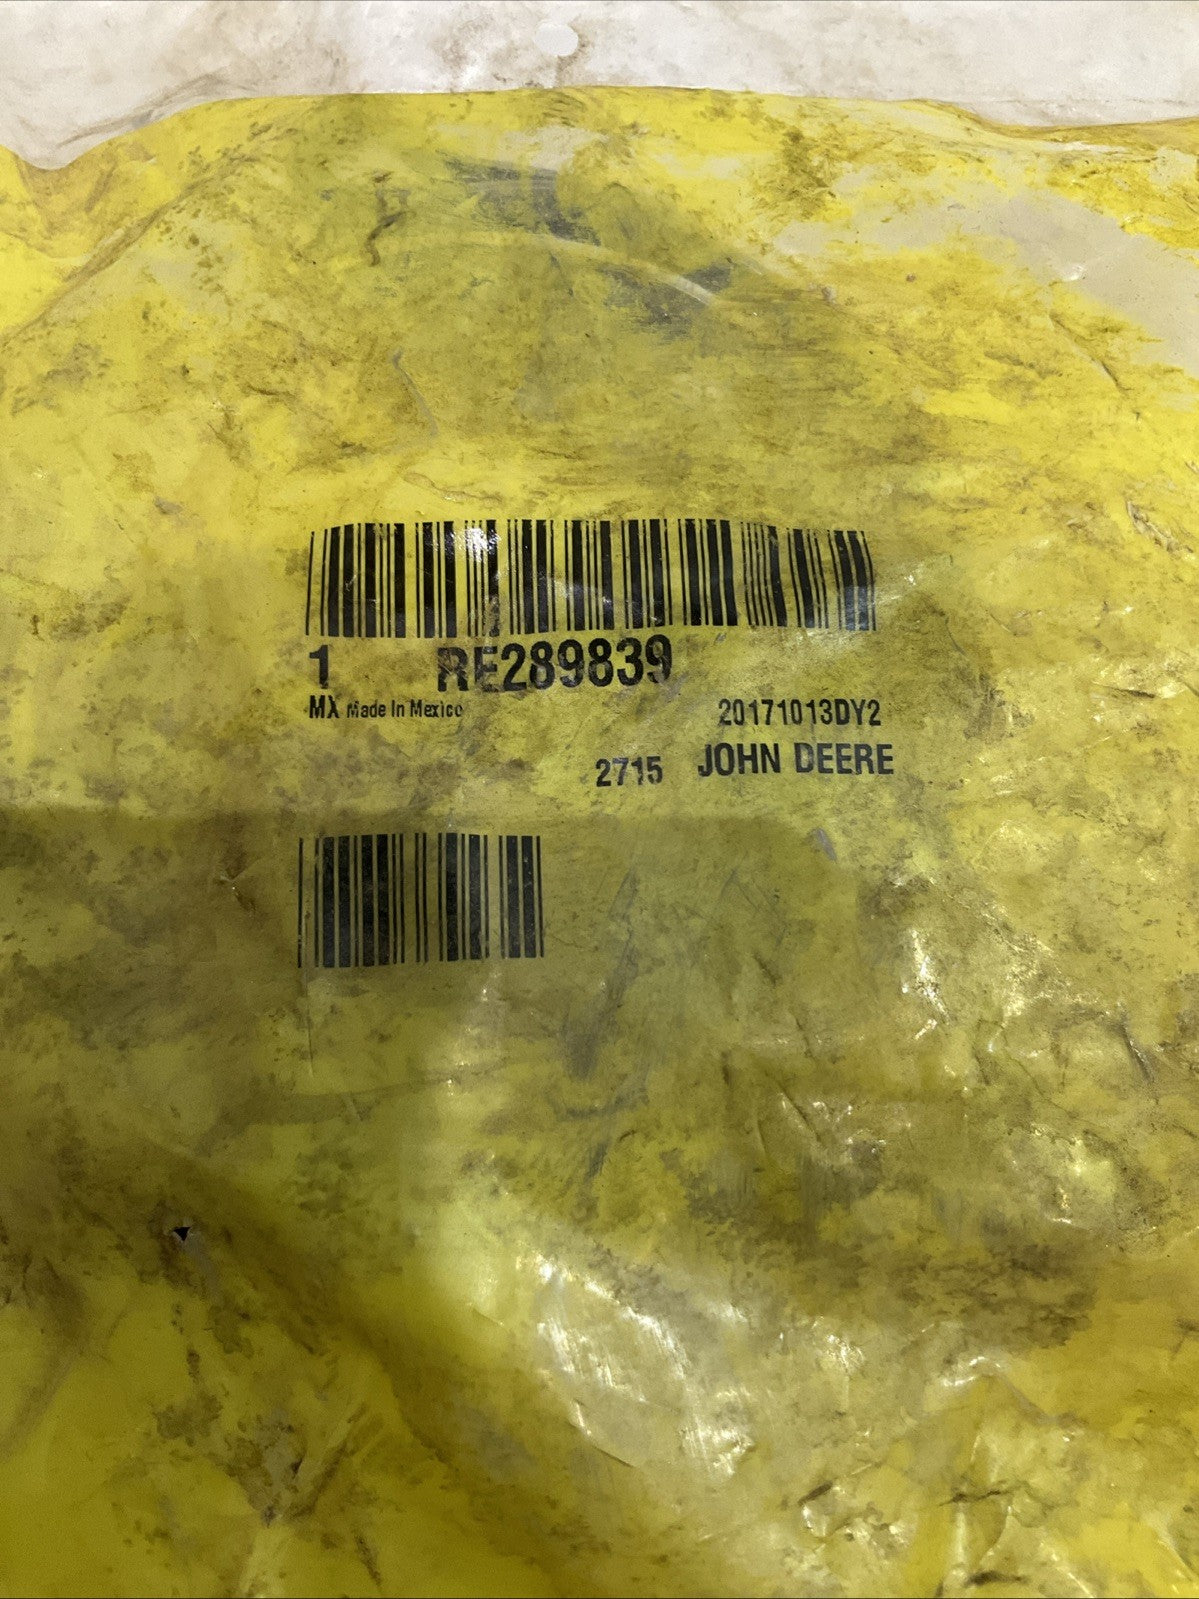 1 RE289839
MX Made In Mexico
20171013DY2
2715 JOHN DEERE